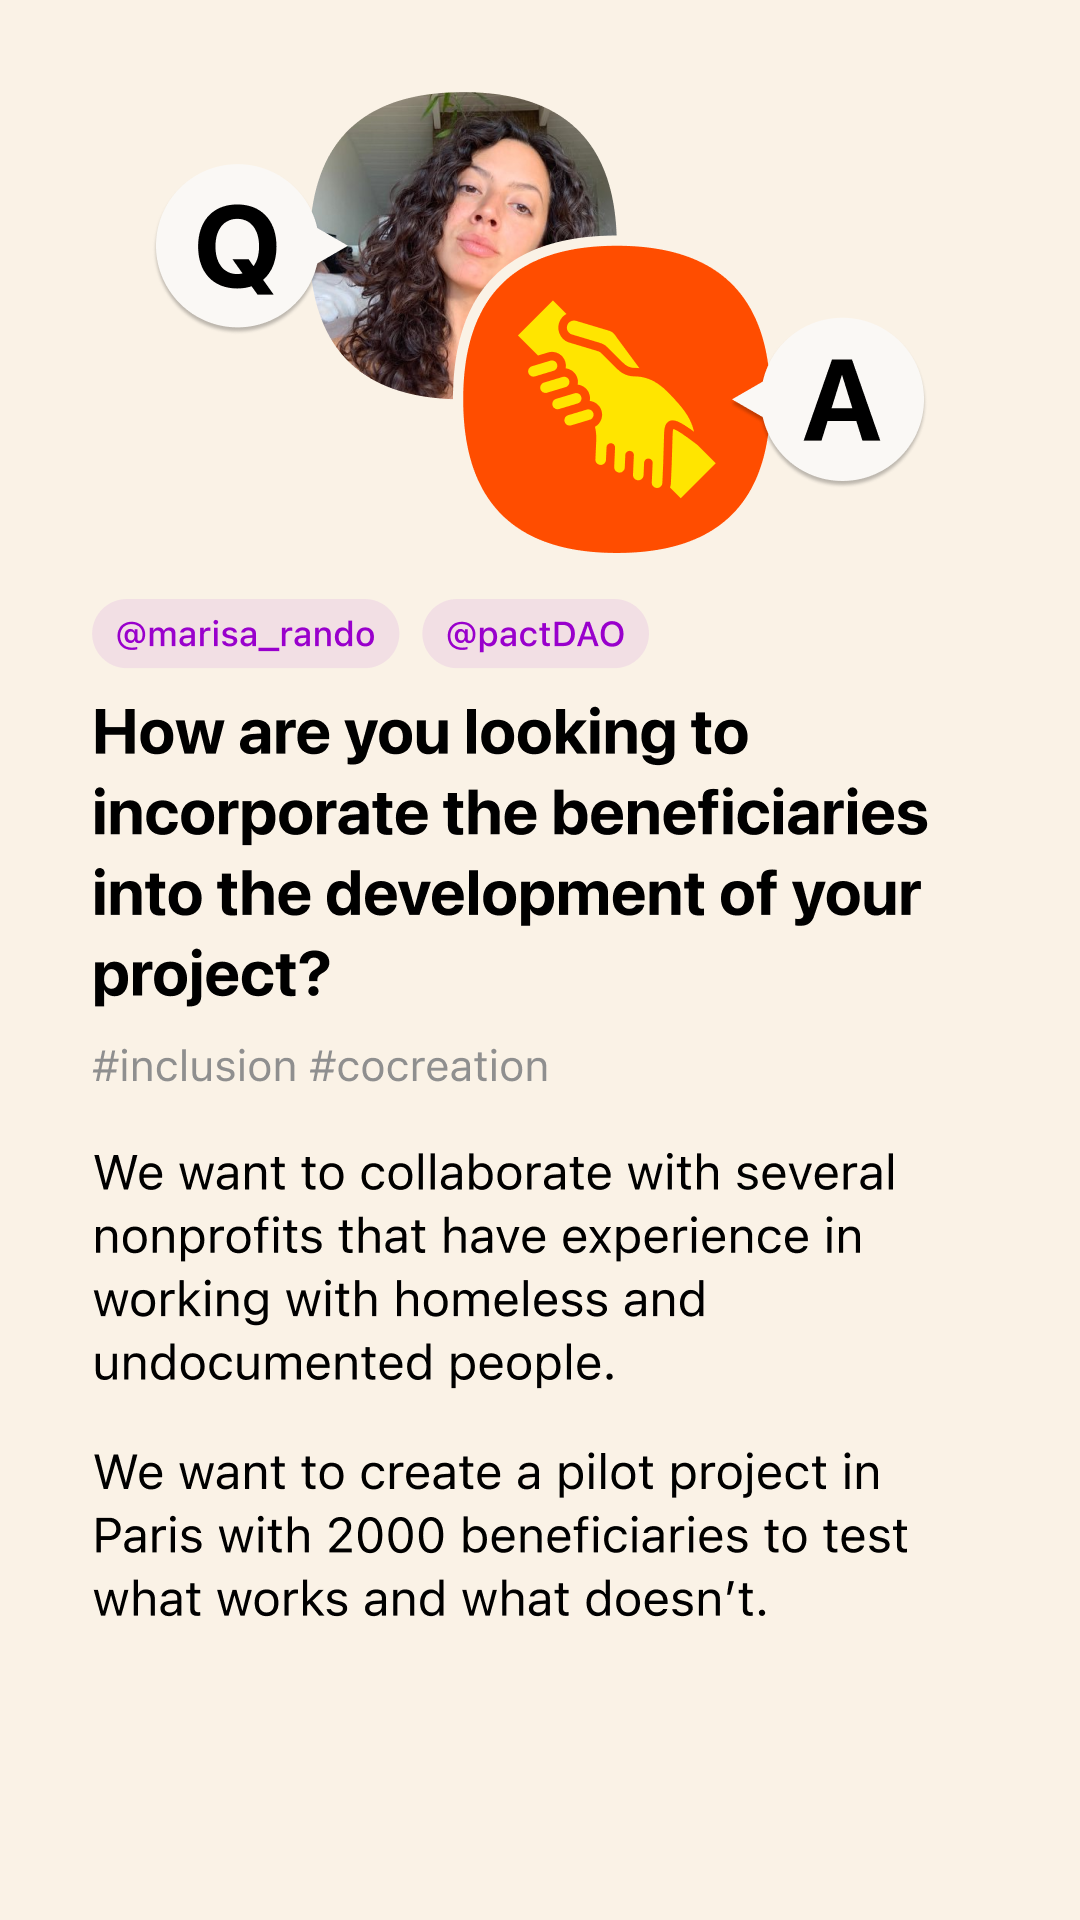 Q
A
@marisa_rando @pactDAO
How are you looking to
incorporate the beneficiaries
into the development of your
project?
#inclusion #cocreation
We want to collaborate with several
nonprofits that have experience in
working with homeless and
undocumented people.
We want to create a pilot project in
Paris with 2000 beneficiaries to test
what works and what doesn’t.